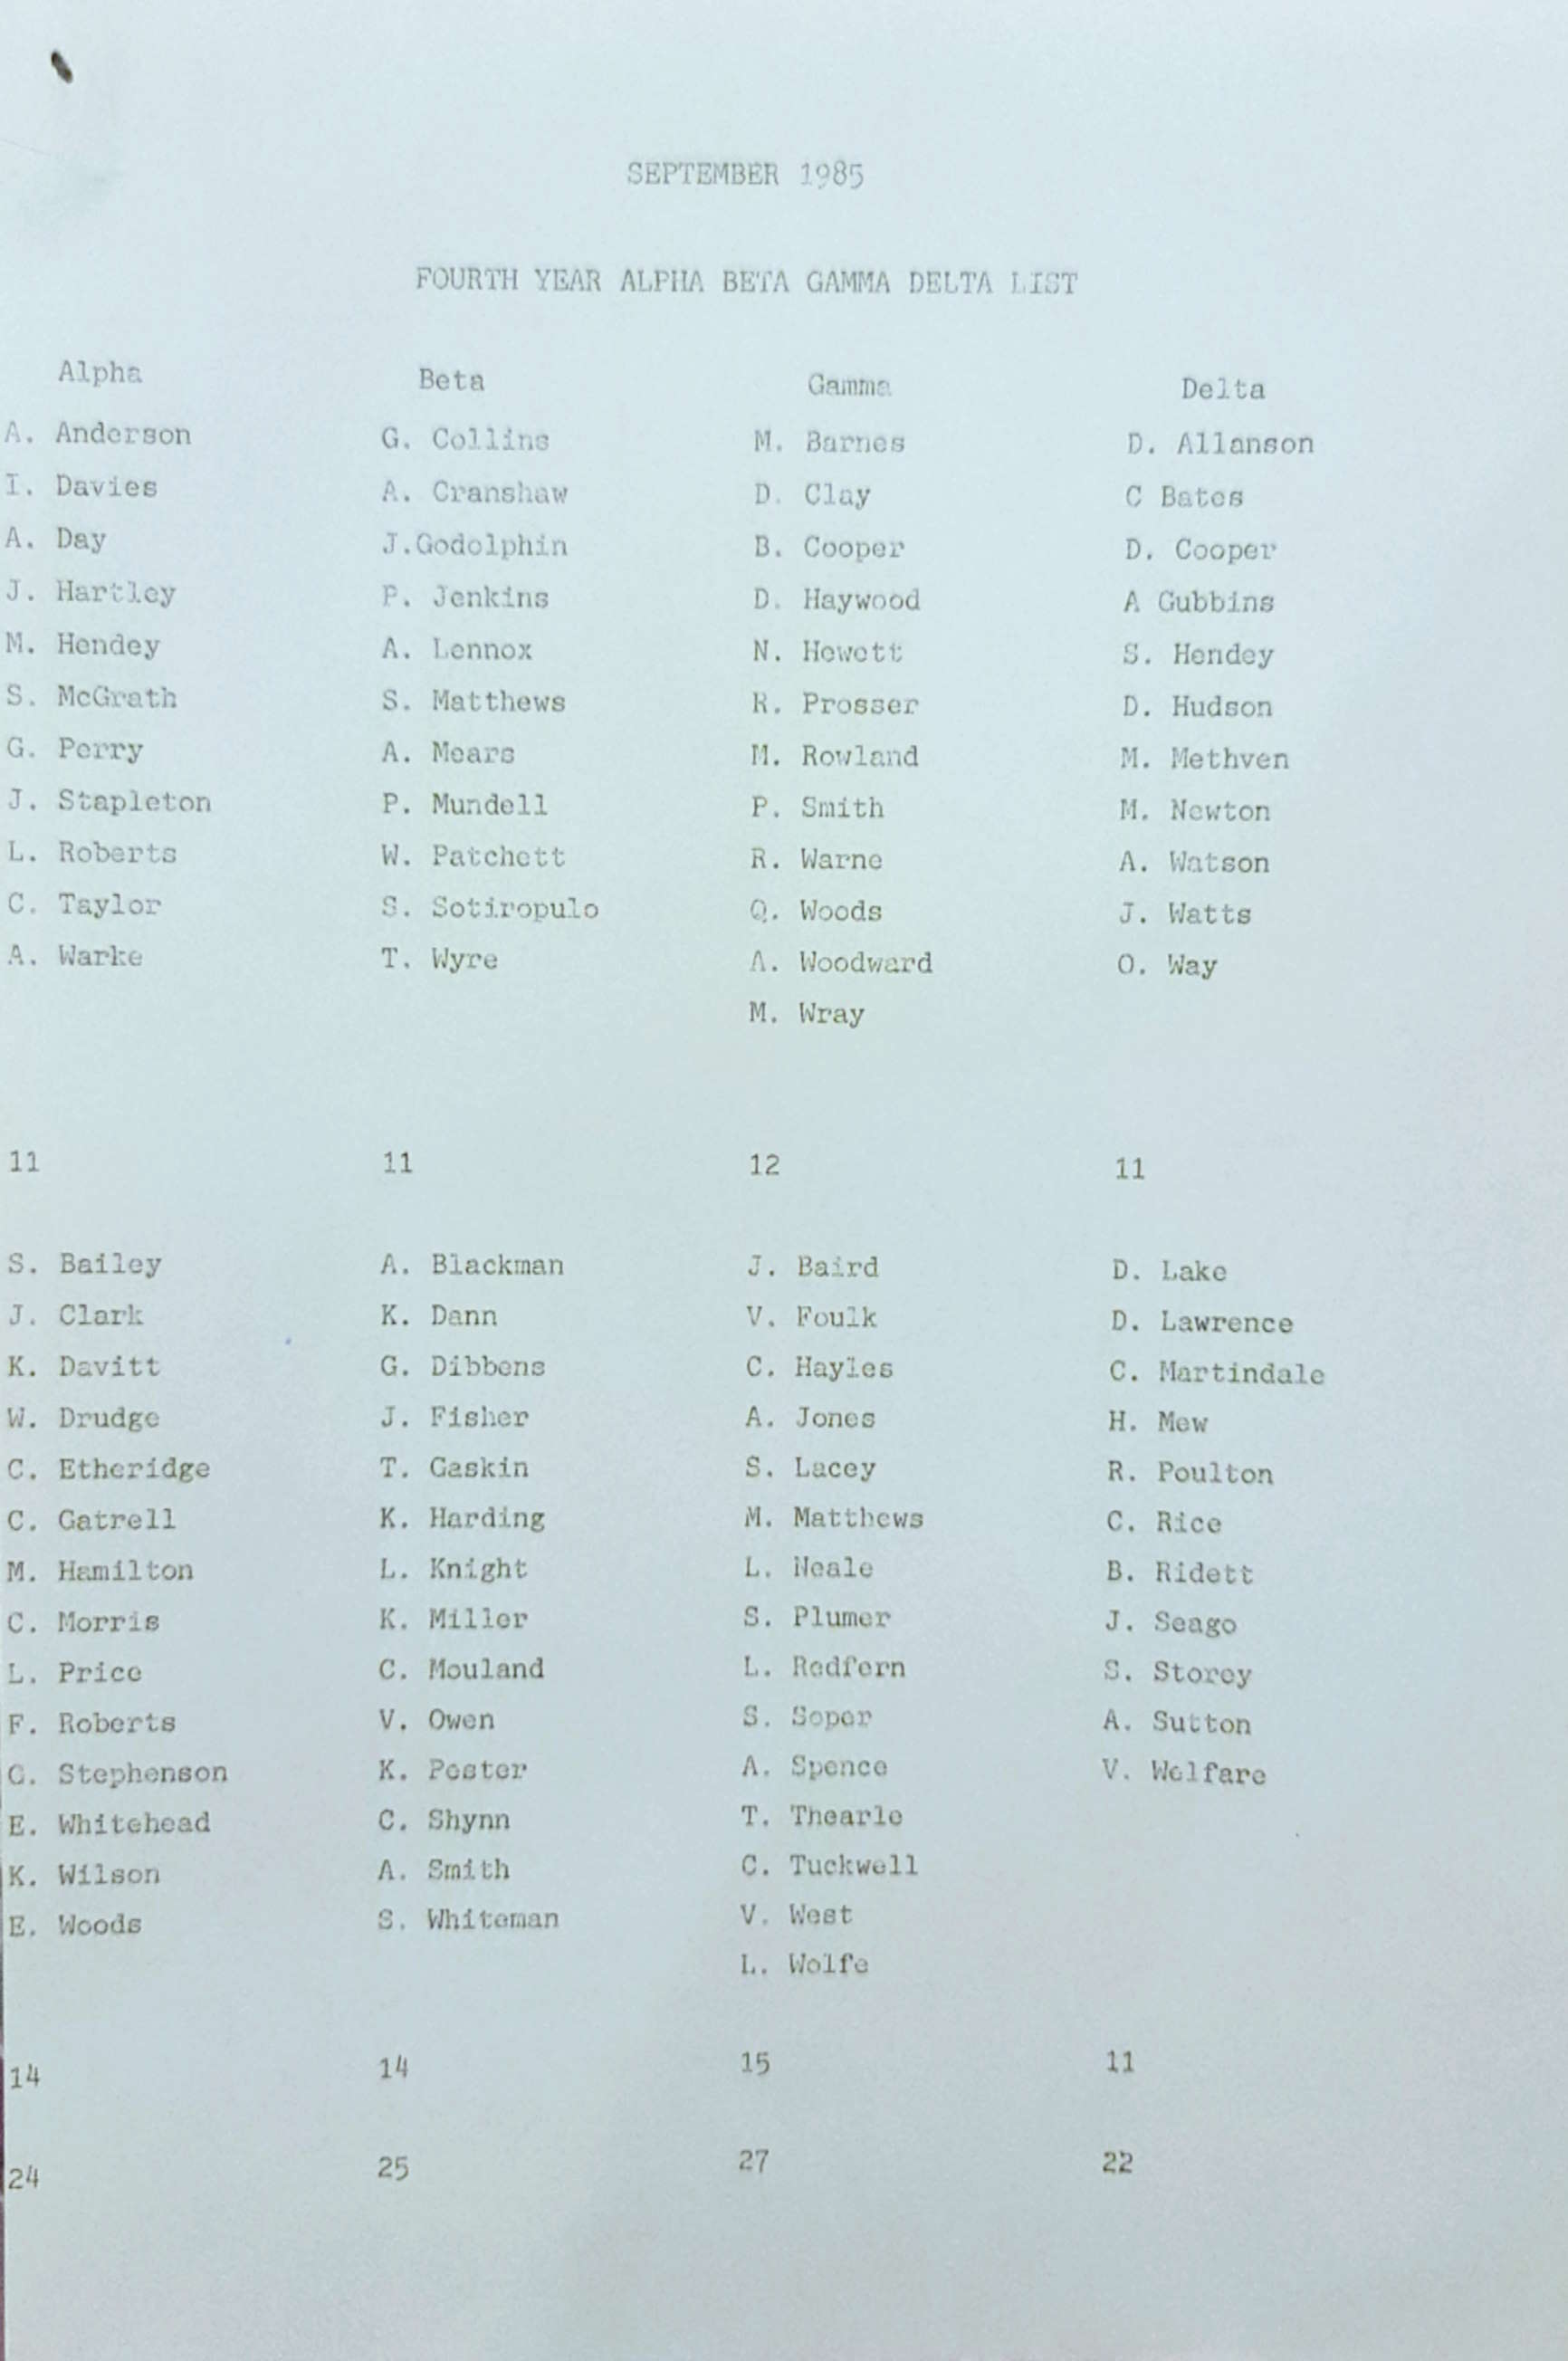 SEPTEMBER 1985
FOURTH YEAR ALPHA BETA GAMMA DELTA LIST
Alpha Beta Gamma Delta
A. Anderson G. Collins M. Barnes D. Allanson
I. Davies A. Cranshaw D. Clay C Bates
A. Day J.Godolphin B. Cooper D. Cooper
J. Hartley P. Jenkins D. Haywood A Gubbins
M. Hendey A. Lennox N. Hewett S. Hendey
S. McGrath S. Matthews R. Prosser D. Hudson
G. Perry A. Mears M. Rowland M. Methven
J. Stapleton P. Mundell P. Smith M. Newton
L. Roberts W. Patchett R. Warne A. Watson
C. Taylor S. Sotiropulo Q. Woods J. Watts
A. Warke T. Wyre A. Woodward O. Way
M. Wray
11 11 12 11
S. Bailey A. Blackman J. Baird D. Lake
J. Clark K. Dann V. Foulk D. Lawrence
K. Davitt G. Dibbens C. Hayles C. Martindale
W. Drudge J. Fisher A. Jones H. Mew
C. Etheridge T. Gaskin S. Lacey R. Poulton
C. Gatrell K. Harding M. Matthews C. Rice
M. Hamilton L. Knight L. Neale B. Ridett
C. Morris K. Miller S. Plumer J. Seago
L. Price C. Mouland L. Redfern S. Storey
F. Roberts V. Owen S. Soper A. Sutton
G. Stephenson K. Pester A. Spence V. Welfare
E. Whitehead C. Shynn T. Thearle
K. Wilson A. Smith C. Tuckwell
E. Woods S. Whiteman V. West
L. Wolfe
14 14 15 11
24 25 27 22